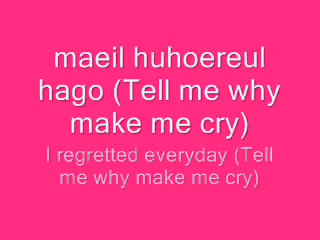 maeil huhoereul
hago (Tell me why
make me cry)
I regretted everyday (Tell
me why make me cry)